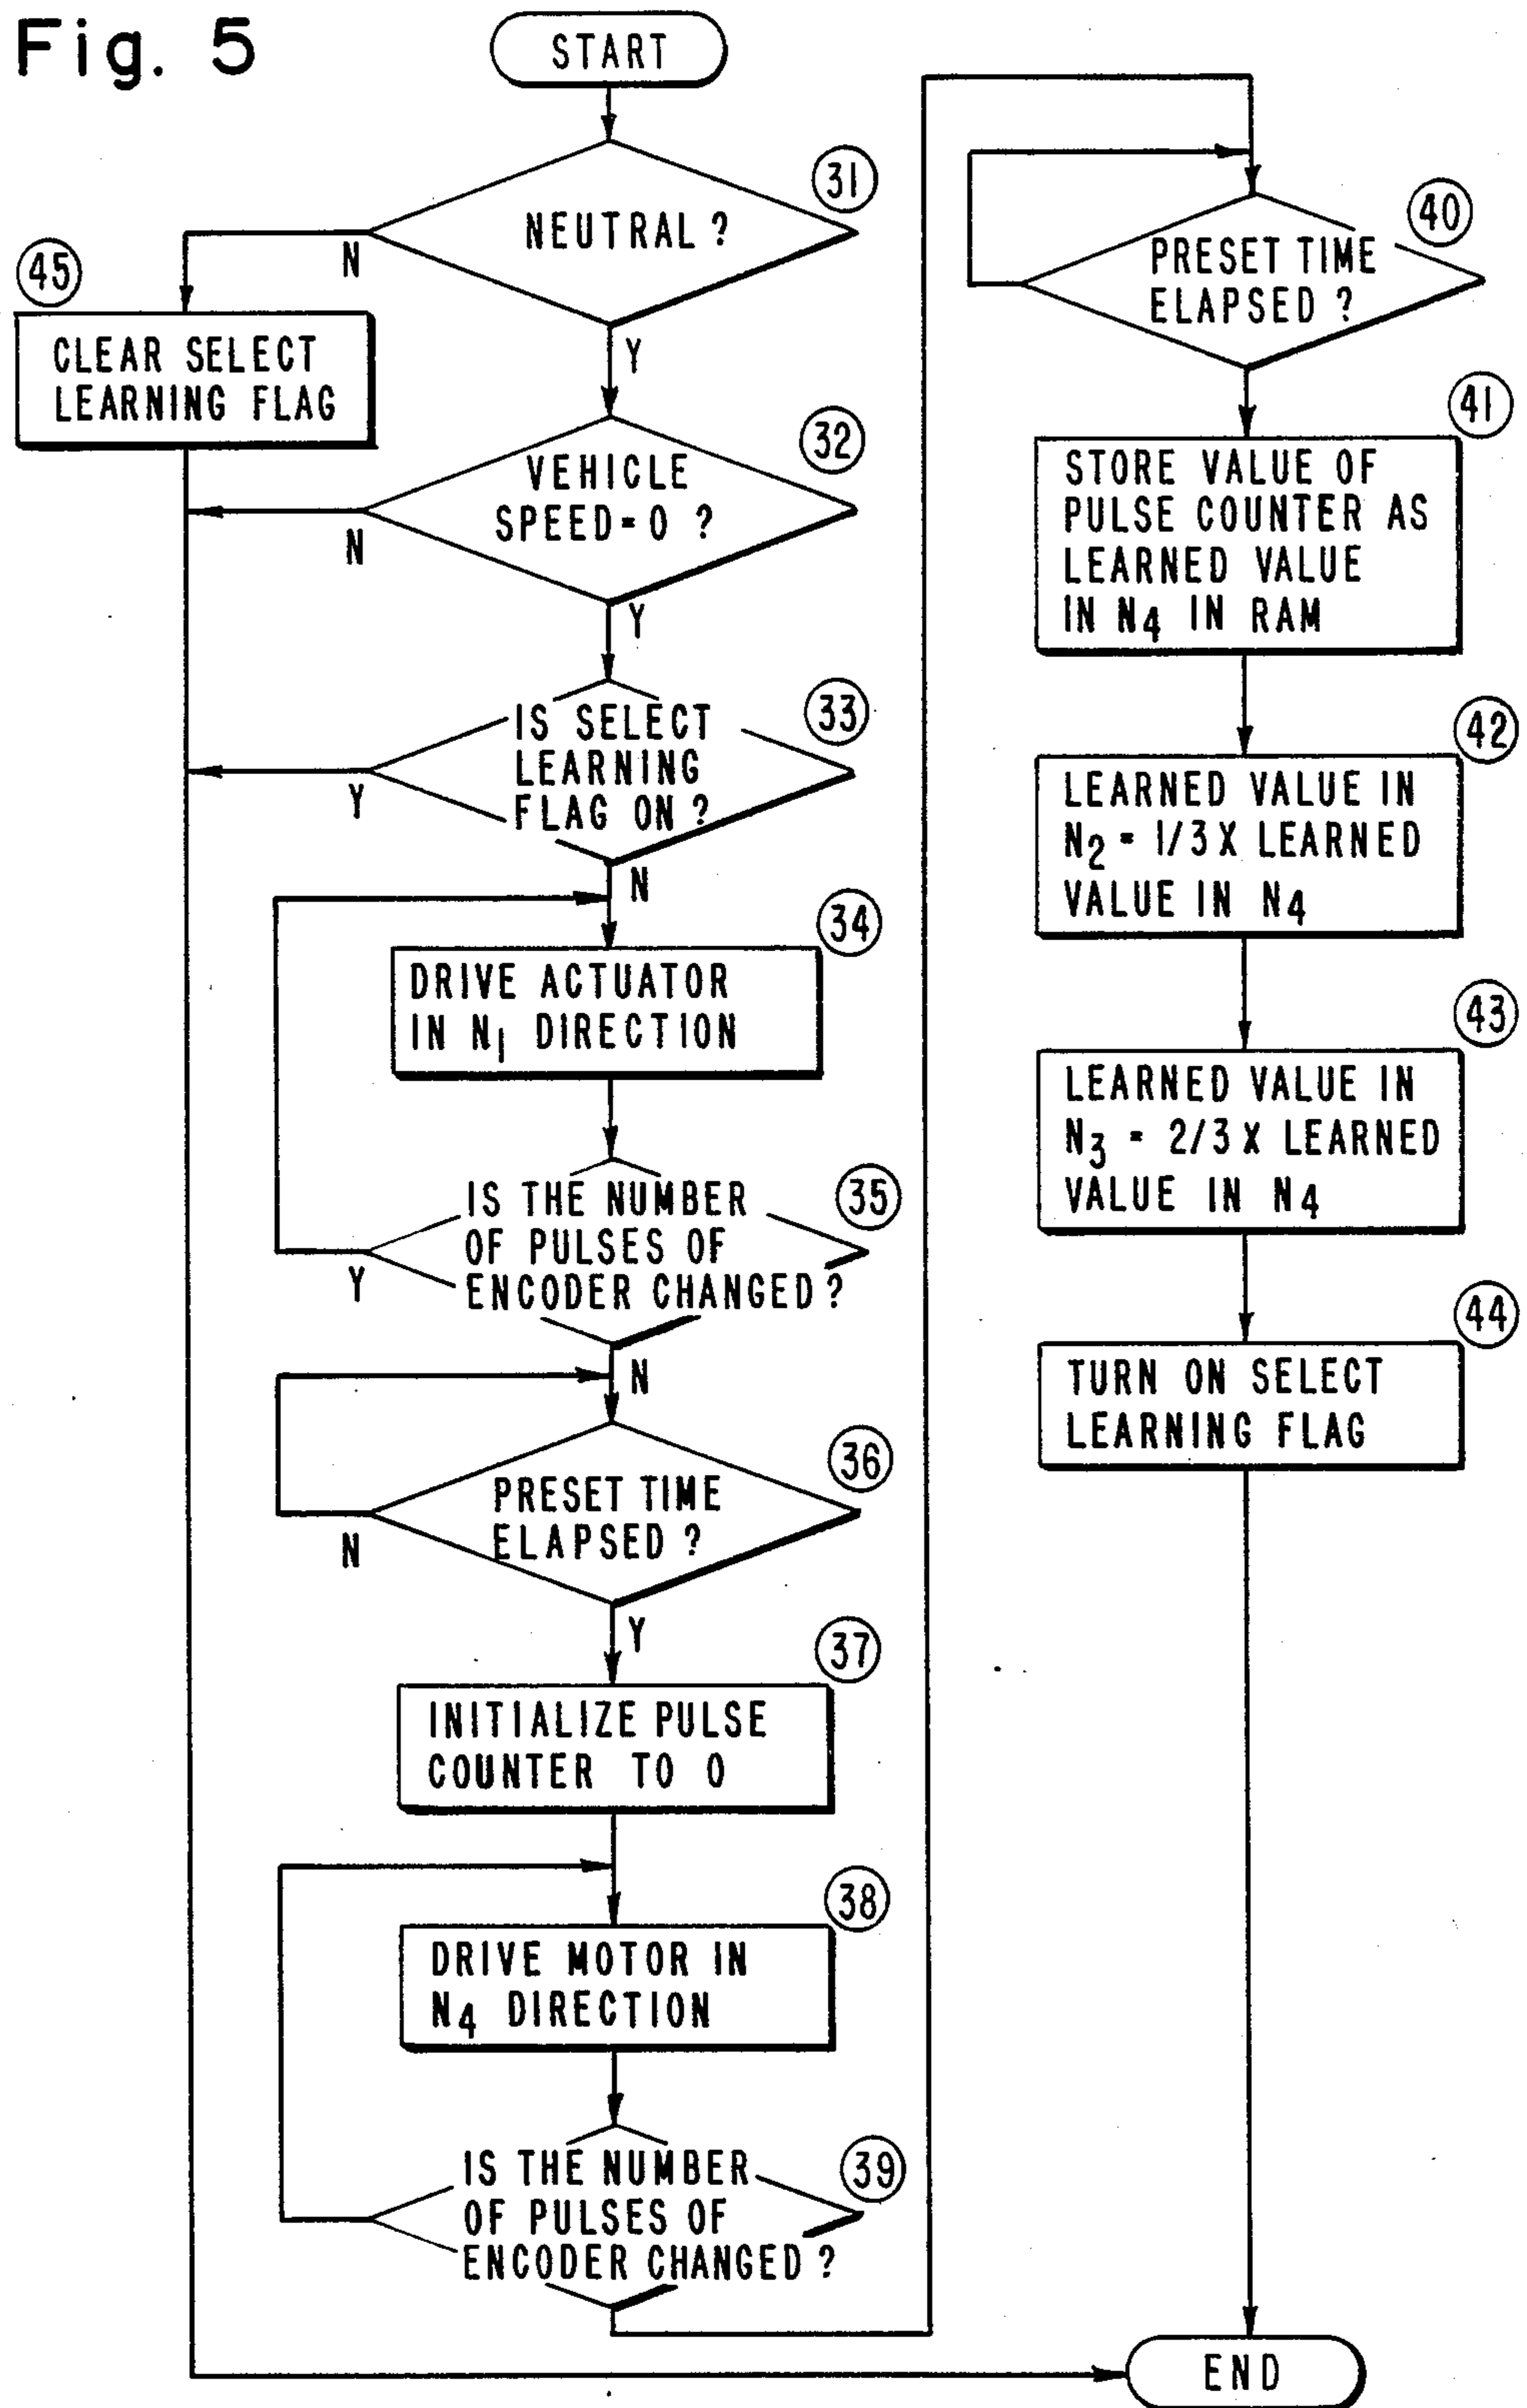 Fig. 5
START
31
NEUTRAL ?
N
Y
45
CLEAR SELECT
LEARNING FLAG
32
VEHICLE
SPEED=0 ?
N
Y
33
IS SELECT
LEARNING
FLAG ON ?
Y
N
34
DRIVE ACTUATOR
IN N1 DIRECTION
35
IS THE NUMBER
OF PULSES OF
ENCODER CHANGED ?
Y
N
36
PRESET TIME
ELAPSED ?
N
Y
37
INITIALIZE PULSE
COUNTER TO 0
38
DRIVE MOTOR IN
N4 DIRECTION
39
IS THE NUMBER
OF PULSES OF
ENCODER CHANGED ?
40
PRESET TIME
ELAPSED ?
41
STORE VALUE OF
PULSE COUNTER AS
LEARNED VALUE
IN N4 IN RAM
42
LEARNED VALUE IN
N2 = 1/3 X LEARNED
VALUE IN N4
43
LEARNED VALUE IN
N3 = 2/3 X LEARNED
VALUE IN N4
44
TURN ON SELECT
LEARNING FLAG
END